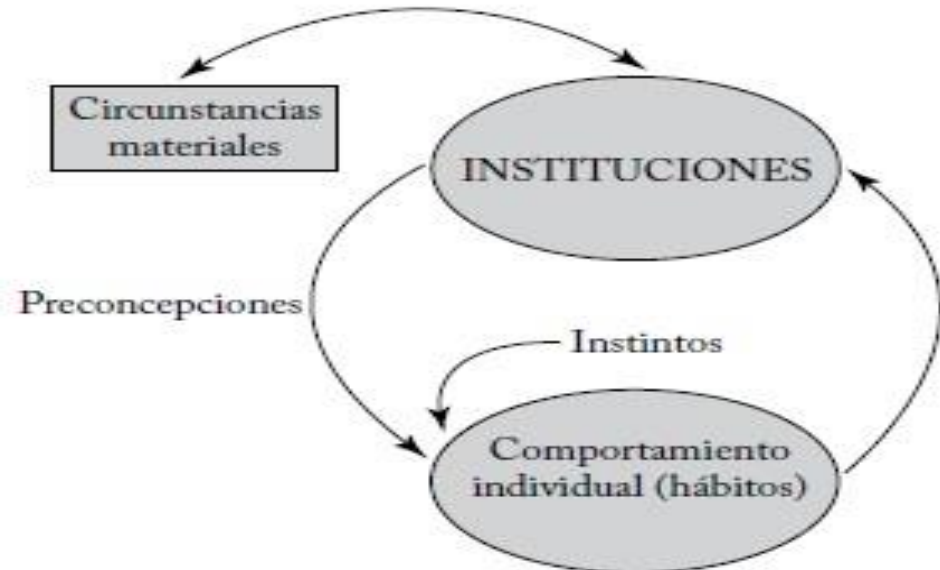 Circunstancias
materiales
INSTITUCIONES
Preconcepciones
Instintos
Comportamiento
individual (hábitos)